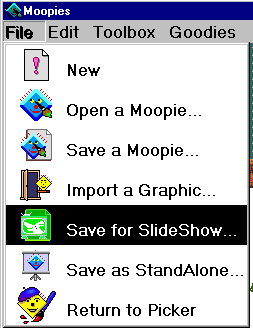 Moopies
File Edit Toolbox Goodies
New
Open a Moopie...
Save a Moopie...
Import a Graphic...
Save for SlideShow...
Save as StandAlone...
Return to Picker